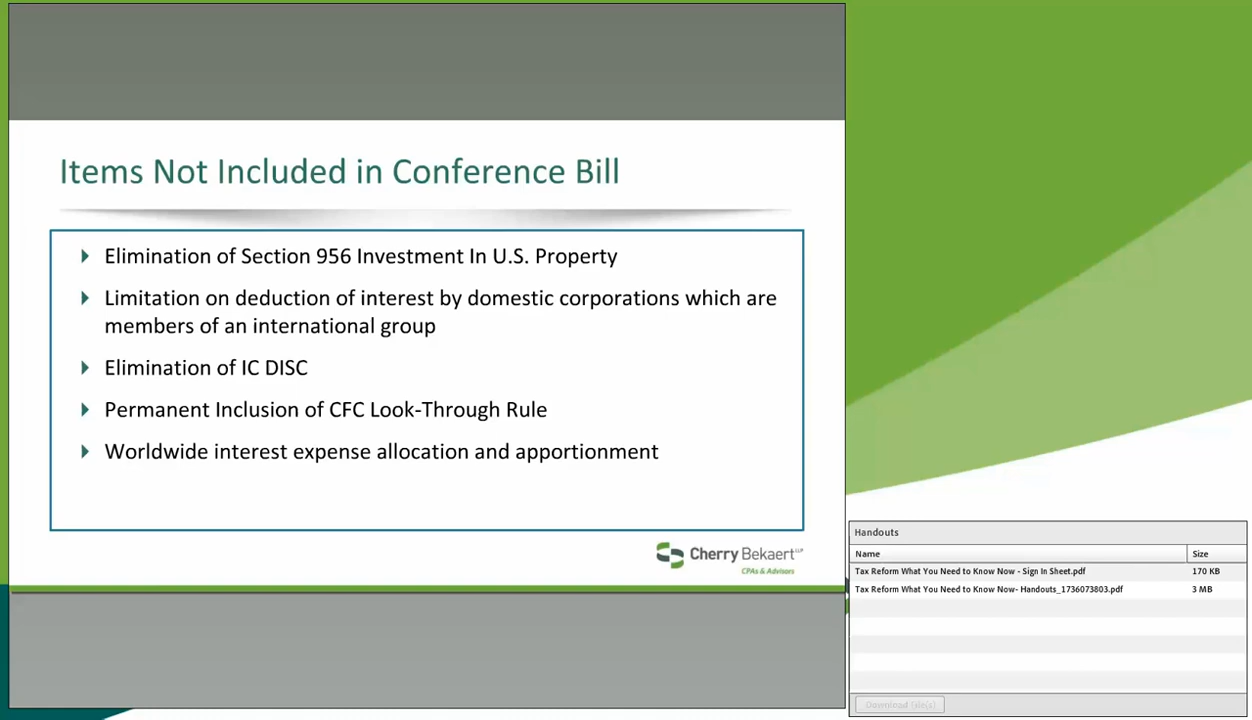 Items Not Included in Conference Bill
Elimination of Section 956 Investment In U.S. Property
Limitation on deduction of interest by domestic corporations which are
members of an international group
Elimination of IC DISC
Permanent Inclusion of CFC Look-Through Rule
Worldwide interest expense allocation and apportionment
Cherry Bekaert LLP
CPAs & Advisors
Handouts
Name Size
Tax Reform What You Need to Know Now - Sign In Sheet.pdf 170 KB
Tax Reform What You Need to Know Now- Handouts_1736073803.pdf 3 MB
Download File(s)